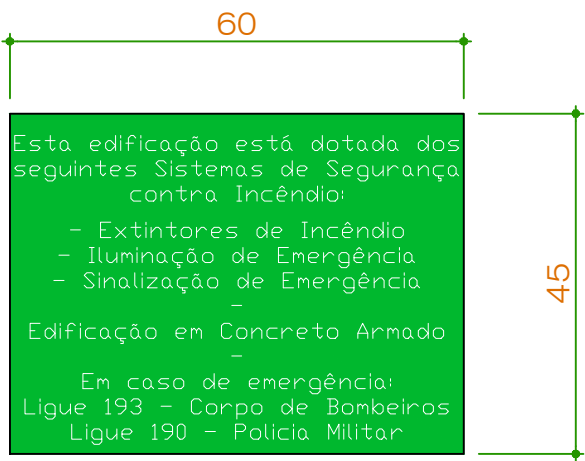 60
Esta edificação está dotada dos
seguintes Sistemas de Segurança
contra Incêndio:
- Extintores de Incêndio
- Iluminação de Emergência
- Sinalização de Emergência
-
Edificação em Concreto Armado
-
Em caso de emergência:
Ligue 193 - Corpo de Bombeiros
Ligue 190 - Policia Militar
45